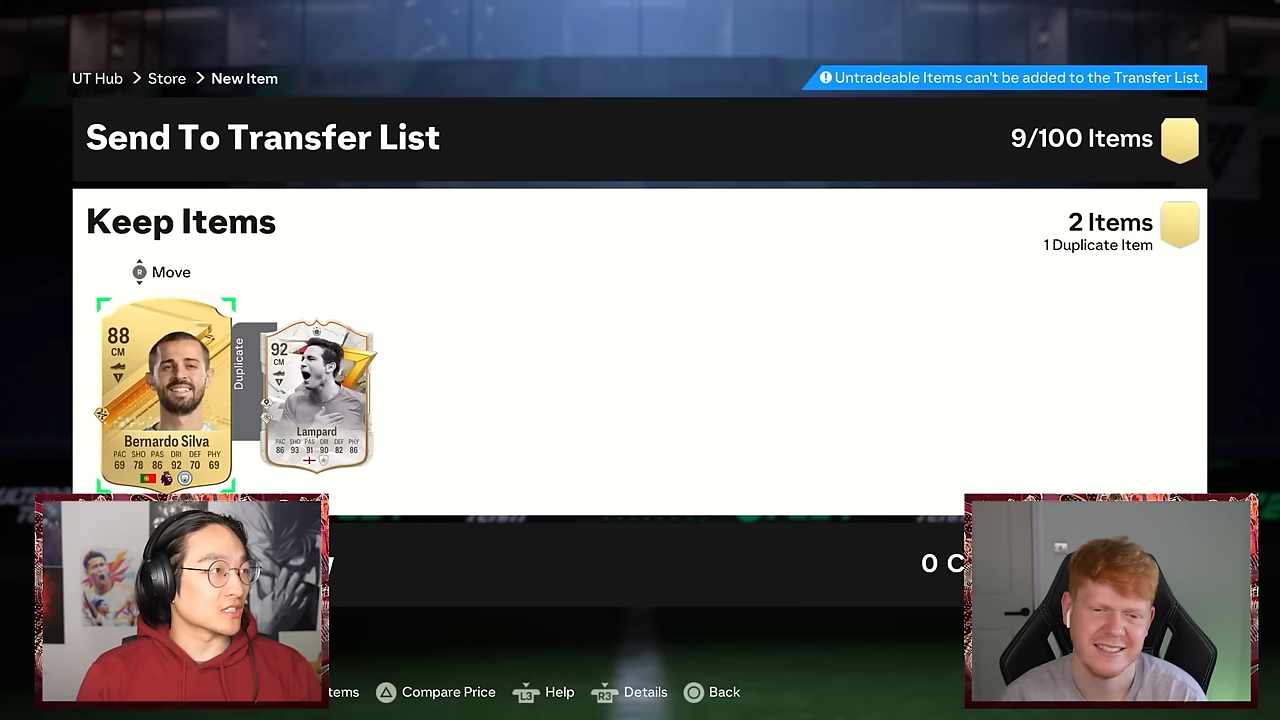 UT Hub > Store > New Item
Untradeable Items can't be added to the Transfer List.
Send To Transfer List
9/100 Items
Keep Items
2 Items
1 Duplicate Item
R Move
88
CM
Bernardo Silva
PAC SHO PAS DRI DEF PHY
69 78 86 92 70 69
Duplicate
92
CM
Lampard
PAC SHO PAS DRI DEF PHY
86 93 91 90 82 86
0 C
tems
Compare Price
L3 Help
R3 Details
Back